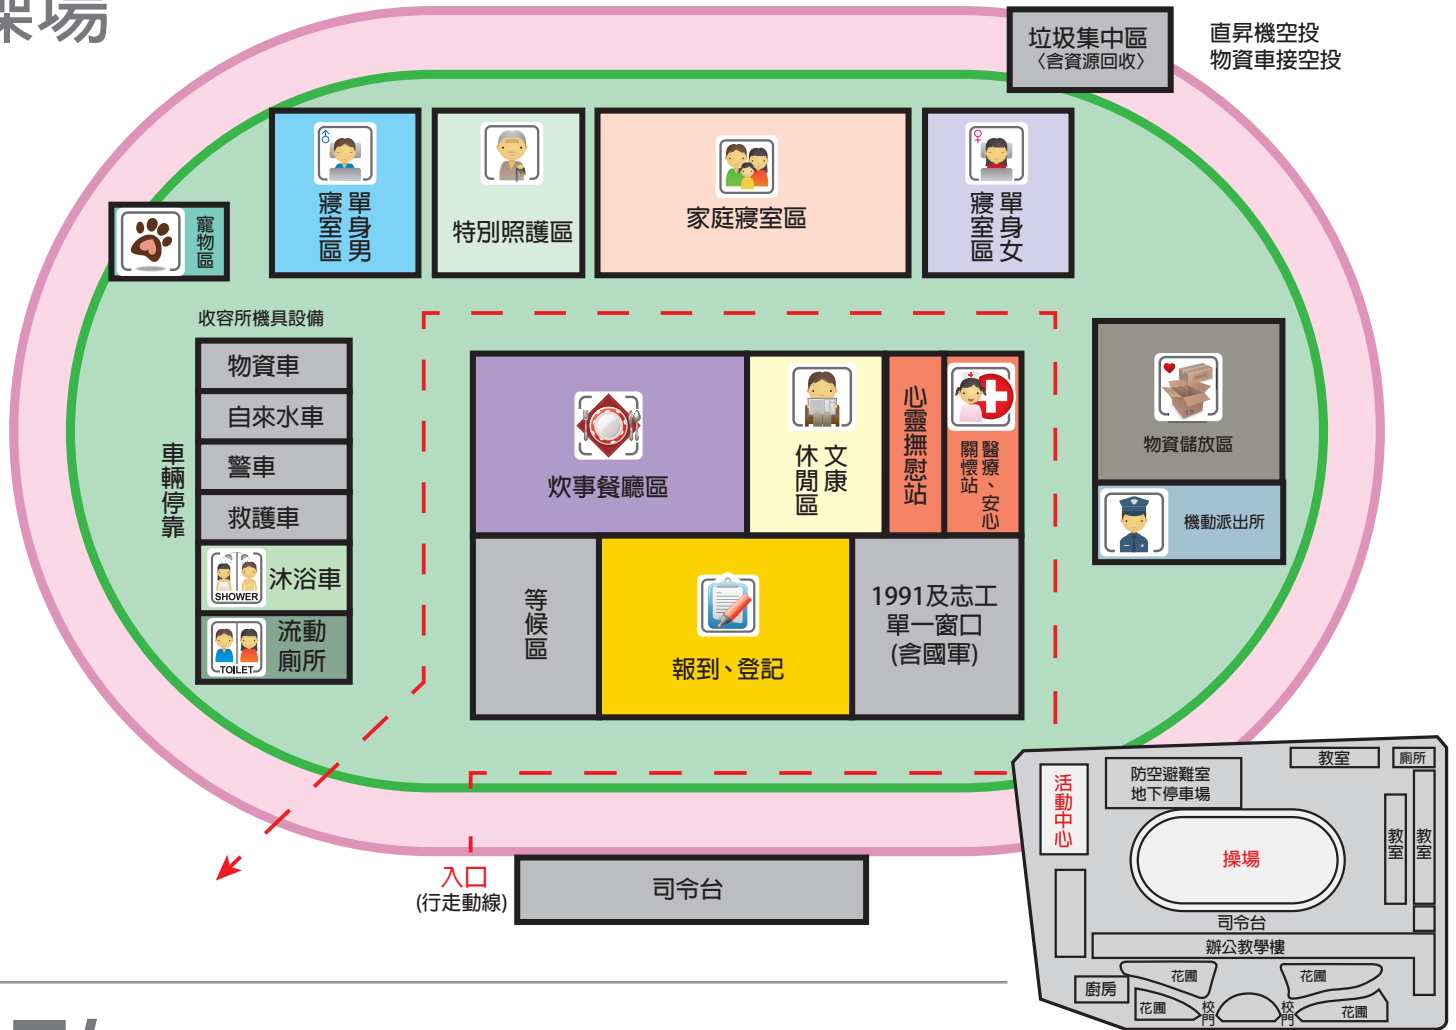 操場
垃圾集中區
〈含資源回收〉
直昇機空投
物資車接空投
單身男
寢室區
特別照護區
家庭寢室區
單身女
寢室區
寵物區
收容所機具設備
車輛停靠
物資車
自來水車
警車
救護車
SHOWER
沐浴車
TOILET
流動
廁所
炊事餐廳區
文康
休閒區
心靈撫慰站
醫療、安心
關懷站
物資儲放區
機動派出所
等候區
報到、登記
1991及志工
單一窗口
(含國軍)
入口
(行走動線)
司令台
教室
廁所
活動中心
防空避難室
地下停車場
教室
教室
操場
司令台
辦公教學樓
廚房
花圃
花圃
花圃
校門
校門
花圃